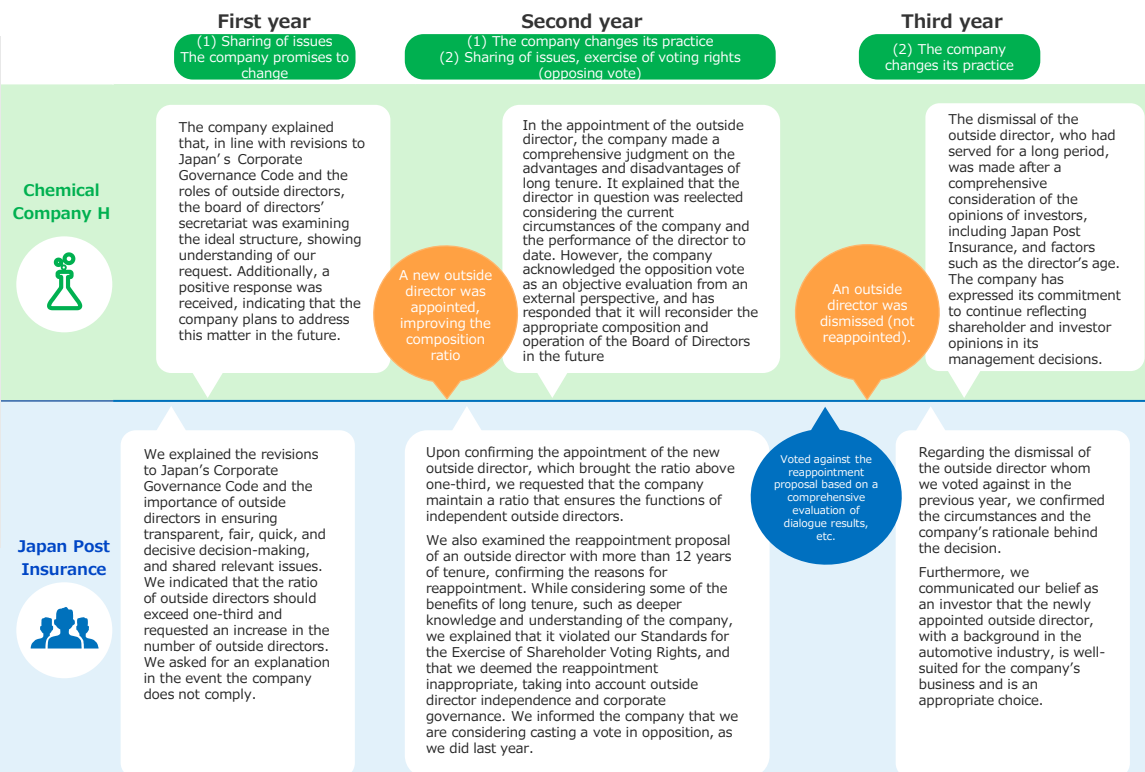 First year
Second year
Third year
(1) Sharing of issues
The company promises to
change
(1) The company changes its practice
(2) Sharing of issues, exercise of voting rights
(opposing vote)
(2) The company
changes its practice
Chemical
Company H
The company explained
that, in line with revisions to
Japan' s Corporate
Governance Code and the
roles of outside directors,
the board of directors'
secretariat was examining
the ideal structure, showing
understanding of our
request. Additionally, a
positive response was
received, indicating that the
company plans to address
this matter in the future.
A new outside
director was
appointed,
improving the
composition
ratio
In the appointment of the outside
director, the company made a
comprehensive judgment on the
advantages and disadvantages of
long tenure. It explained that the
director in question was reelected
considering the current
circumstances of the company and
the performance of the director to
date. However, the company
acknowledged the opposition vote
as an objective evaluation from an
external perspective, and has
responded that it will reconsider the
appropriate composition and
operation of the Board of Directors
in the future
An outside
director was
dismissed (not
reappointed).
The dismissal of the
outside director, who had
served for a long period,
was made after a
comprehensive
consideration of the
opinions of investors,
including Japan Post
Insurance, and factors
such as the director's age.
The company has
expressed its commitment
to continue reflecting
shareholder and investor
opinions in its
management decisions.
Japan Post
Insurance
We explained the revisions
to Japan's Corporate
Governance Code and the
importance of outside
directors in ensuring
transparent, fair, quick, and
decisive decision-making,
and shared relevant issues.
We indicated that the ratio
of outside directors should
exceed one-third and
requested an increase in the
number of outside directors.
We asked for an explanation
in the event the company
does not comply.
Upon confirming the appointment of the new
outside director, which brought the ratio above
one-third, we requested that the company
maintain a ratio that ensures the functions of
independent outside directors.
We also examined the reappointment proposal
of an outside director with more than 12 years
of tenure, confirming the reasons for
reappointment. While considering some of the
benefits of long tenure, such as deeper
knowledge and understanding of the company,
we explained that it violated our Standards for
the Exercise of Shareholder Voting Rights, and
that we deemed the reappointment
inappropriate, taking into account outside
director independence and corporate
governance. We informed the company that we
are considering casting a vote in opposition, as
we did last year.
Voted against the
reappointment
proposal based on a
comprehensive
evaluation of
dialogue results,
etc.
Regarding the dismissal of
the outside director whom
we voted against in the
previous year, we confirmed
the circumstances and the
company's rationale behind
the decision.
Furthermore, we
communicated our belief as
an investor that the newly
appointed outside director,
with a background in the
automotive industry, is well-
suited for the company's
business and is an
appropriate choice.